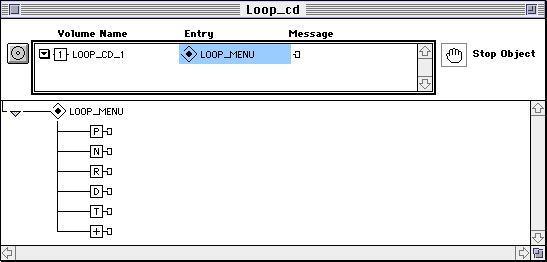 Loop_cd
Volume Name Entry Message
1 LOOP_CD_1 LOOP_MENU Stop Object
LOOP_MENU
P
N
R
D
T
+